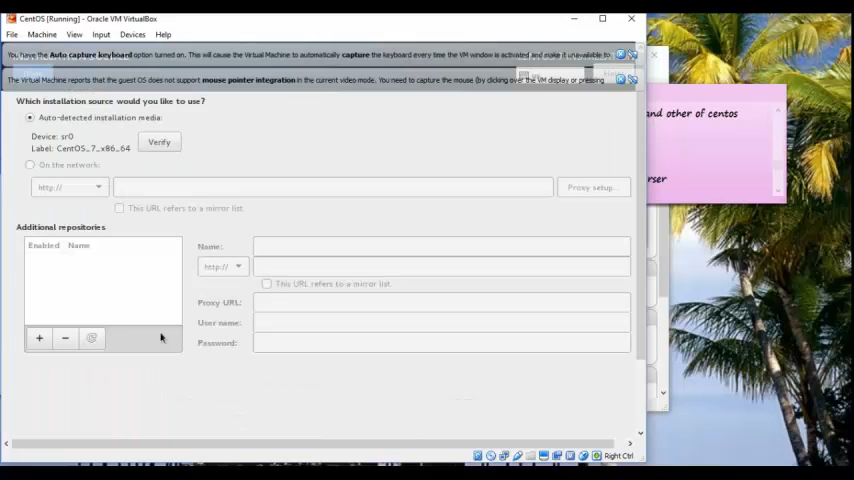 CentOS [Running] - Oracle VM VirtualBox
File Machine View Input Devices Help
You have the Auto capture keyboard option turned on. This will cause the Virtual Machine to automatically capture the keyboard every time the VM window is activated and make it unavailable to
The Virtual Machine reports that the guest OS does not support mouse pointer integration in the current video mode. You need to capture the mouse (by clicking over the VM display or pressing
Which installation source would you like to use?
Auto-detected installation media:
Device: sr0
Label: CentOS_7_x86_64
Verify
On the network:
http://
Proxy setup...
This URL refers to a mirror list.
Additional repositories
Enabled Name
Name:
http://
This URL refers to a mirror list.
Proxy URL:
User name:
Password:
Right Ctrl
and other of centos
rser